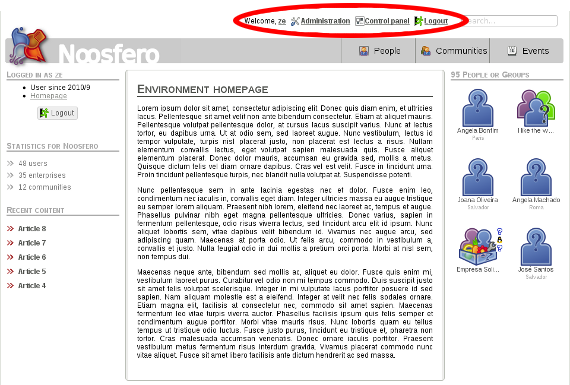 Welcome, ze Administration Control panel Logout
Noosfero
People Communities Events
Logged in as ze
User since 2010/9
Homepage
Logout
Statistics for Noosfero
48 users
35 enterprises
12 communities
Recent content
Article 8
Article 7
Article 6
Article 5
Article 4
Environment homepage
Lorem ipsum dolor sit amet, consectetur adipiscing elit. Donec quis diam enim, et ultricies
lacus. Pellentesque sit amet velit non ante bibendum consectetur. Etiam at aliquet mauris.
Pellentesque volutpat pellentesque dolor, at cursus lacus suscipit varius. Nunc at lectus
tortor, eu dapibus urna. Ut at odio sem, sed laoreet augue. Nunc vestibulum, lectus id
tempor vulputate, turpis nisl placerat justo, non placerat est lectus a risus. Nullam
elementum convallis lectus, eget volutpat sapien malesuada quis. Fusce aliquet
elementum placerat. Donec dolor mauris, accumsan eu gravida sed, mollis a metus.
Quisque dictum felis vel diam ornare dapibus. Cras vel est velit. Fusce in tincidunt urna.
Proin tincidunt pellentesque turpis, nec blandit nulla volutpat at. Suspendisse potenti.
Nunc pellentesque sem in ante lacinia egestas nec et dolor. Fusce enim leo,
condimentum nec iaculis in, convallis eget diam. Integer ultricies massa eu augue tristique
eu semper lorem aliquam. Praesent nibh lorem, eleifend nec laoreet ac, tempus et augue.
Phasellus pulvinar nibh eget magna pellentesque ultricies. Donec varius, sapien in
fermentum pellentesque, odio risus viverra lectus, sed tincidunt arcu elit id ipsum. Nunc
aliquet lobortis sem, vitae dapibus velit bibendum id. Vivamus nec augue arcu, sed
adipiscing quam. Maecenas at porta odio. Ut felis arcu, commodo in vestibulum a,
convallis et justo. Nulla feugiat odio in dui mollis a pretium orci porta. Morbi at nisl sem,
non tempus dui.
Maecenas neque ante, bibendum sed mollis ac, aliquet eu dolor. Fusce quis enim mi,
vestibulum laoreet purus. Curabitur vel odio non mi tempus commodo. Duis suscipit justo
sit amet felis volutpat scelerisque. Integer in mi vulputate lacus porttitor posuere id sed
sapien. Nam aliquam molestie est a eleifend. Integer at velit nec felis sodales ornare.
Etiam magna elit, facilisis at consectetur nec, commodo sit amet sapien. Maecenas
fermentum leo vitae turpis viverra auctor. Phasellus facilisis ipsum quis felis semper et
condimentum augue porttitor. Morbi vitae mauris risus. Nunc lobortis quam eu tellus
tempus ut tristique odio luctus. Fusce justo purus, tincidunt eu tristique et, pharetra non
tortor. Cras malesuada accumsan venenatis. Donec ornare iaculis porttitor. Praesent
vestibulum metus fermentum risus interdum gravida. Vivamus placerat commodo nunc
vitae aliquet. Fusce sit amet libero facilisis ante dictum hendrerit ac sed massa.
95 People or Groups
Angela Bonfim
Paris
I like the w...
Joana Oliveira
Salvador
Angela Machado
Roma
Empresa Soli...
José Santos
Salvador